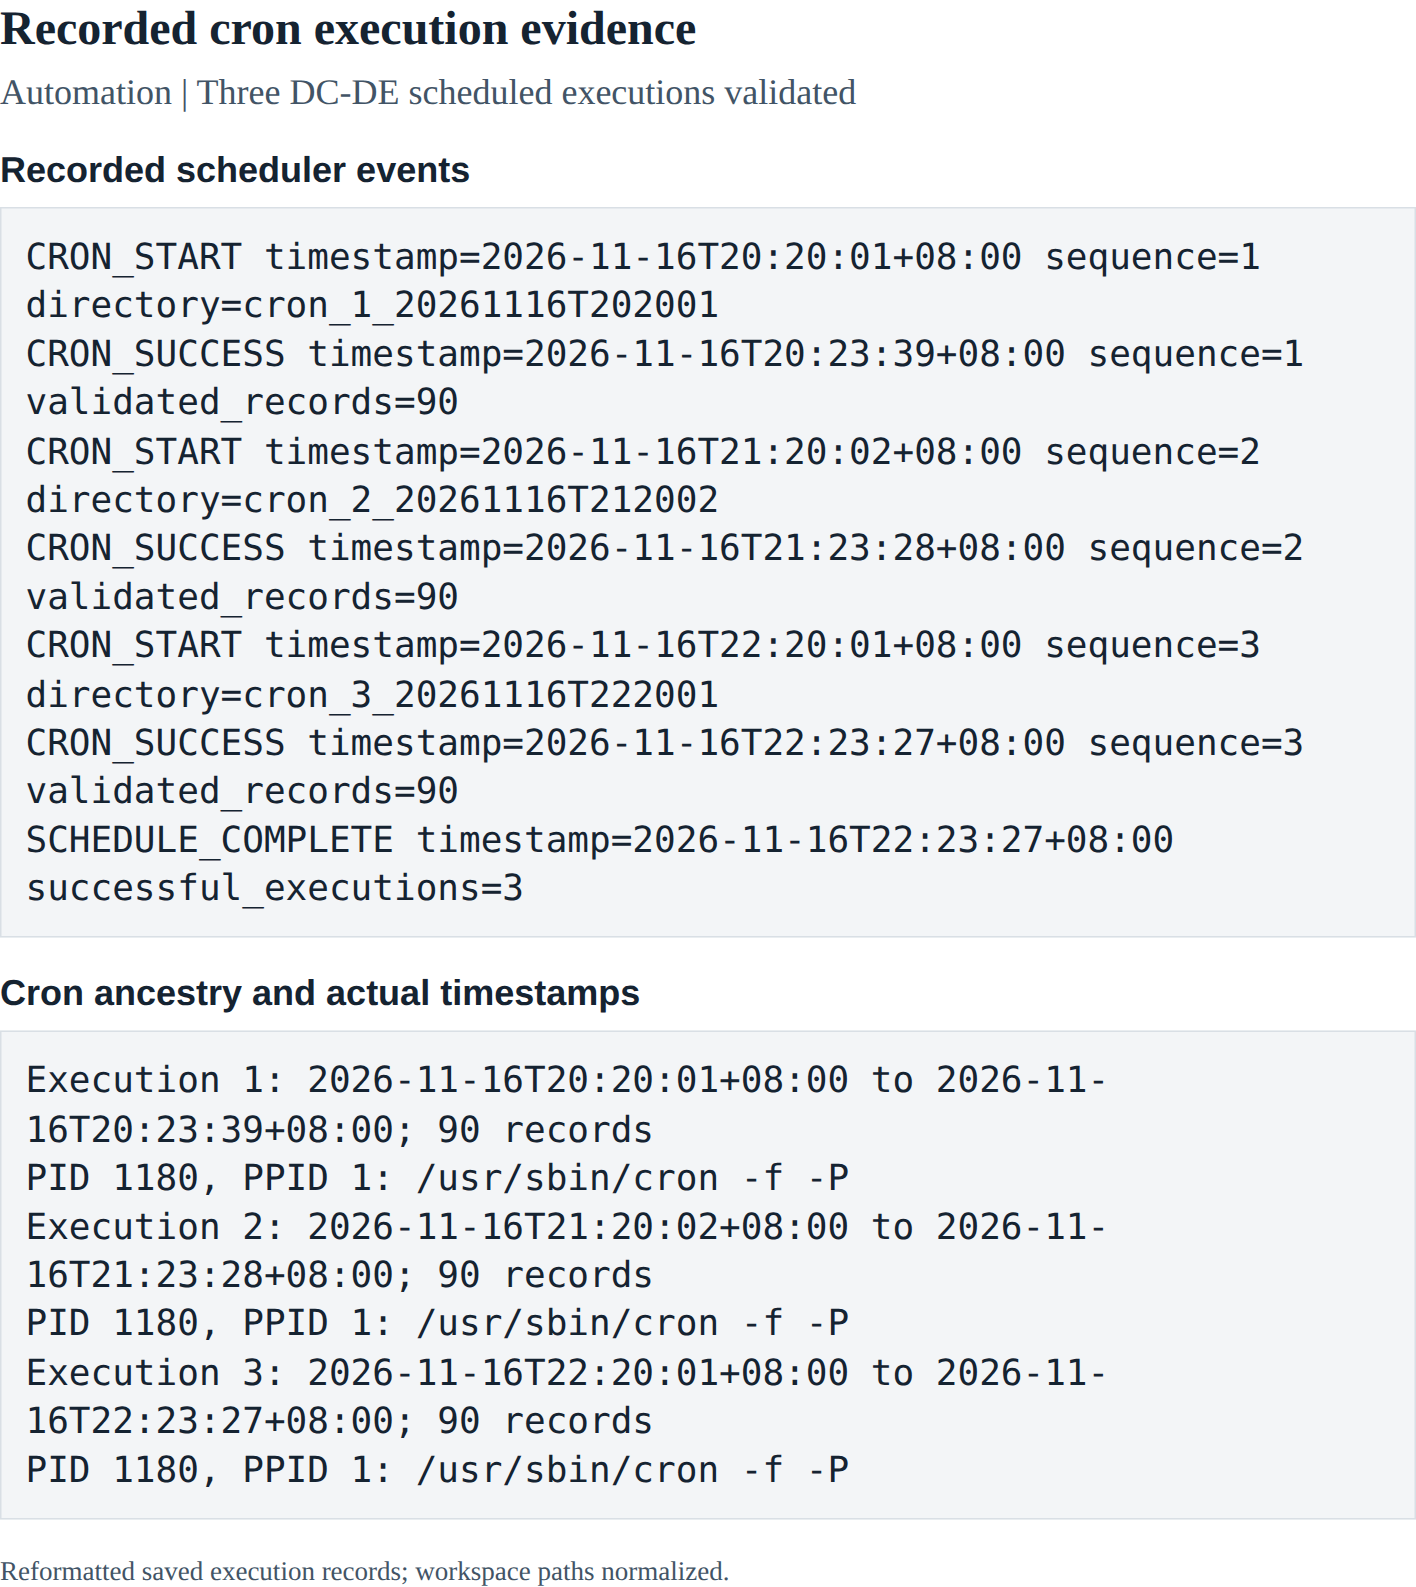 Recorded cron execution evidence
Automation | Three DC-DE scheduled executions validated
Recorded scheduler events
CRON_START timestamp=2026-11-16T20:20:01+08:00 sequence=1
directory=cron_1_20261116T202001
CRON_SUCCESS timestamp=2026-11-16T20:23:39+08:00 sequence=1
validated_records=90
CRON_START timestamp=2026-11-16T21:20:02+08:00 sequence=2
directory=cron_2_20261116T212002
CRON_SUCCESS timestamp=2026-11-16T21:23:28+08:00 sequence=2
validated_records=90
CRON_START timestamp=2026-11-16T22:20:01+08:00 sequence=3
directory=cron_3_20261116T222001
CRON_SUCCESS timestamp=2026-11-16T22:23:27+08:00 sequence=3
validated_records=90
SCHEDULE_COMPLETE timestamp=2026-11-16T22:23:27+08:00
successful_executions=3
Cron ancestry and actual timestamps
Execution 1: 2026-11-16T20:20:01+08:00 to 2026-11-
16T20:23:39+08:00; 90 records
PID 1180, PPID 1: /usr/sbin/cron -f -P
Execution 2: 2026-11-16T21:20:02+08:00 to 2026-11-
16T21:23:28+08:00; 90 records
PID 1180, PPID 1: /usr/sbin/cron -f -P
Execution 3: 2026-11-16T22:20:01+08:00 to 2026-11-
16T22:23:27+08:00; 90 records
PID 1180, PPID 1: /usr/sbin/cron -f -P
Reformatted saved execution records; workspace paths normalized.